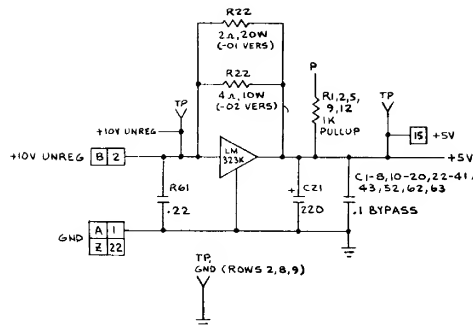 R22
2Ω, 20W
(-01 VERS)
R22
4Ω, 10W
(-02 VERS)
P
R1,2,5,
9,12
1K
PULLUP
TP
TP
15
+5V
+10V UNREG
+10V UNREG
B
2
LM
323K
+5V
R61
.22
+
C21
220
C1-8,10-20,22-41,
43,52,62,63
.1 BYPASS
GND
A
1
Z
22
TP,
GND (ROWS 2,8,9)